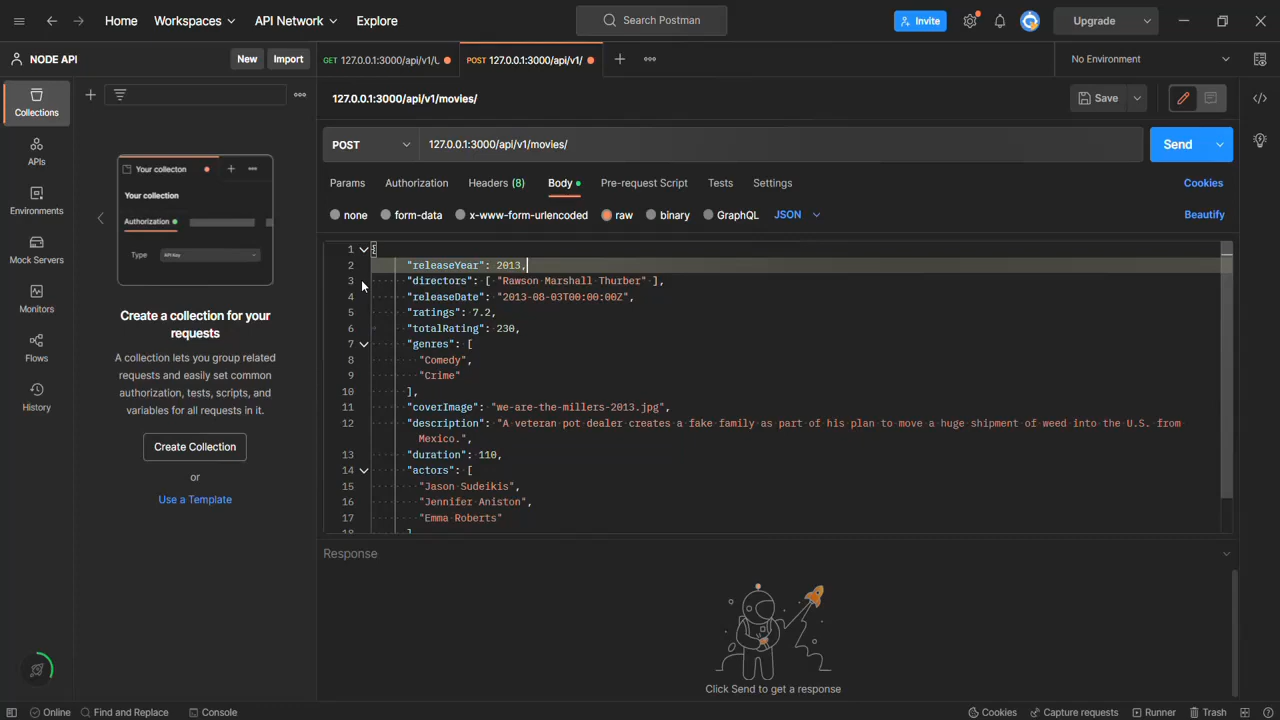 Home
Workspaces
API Network
Explore
Search Postman
Invite
Upgrade
NODE API
New
Import
GET 127.0.0.1:3000/api/v1/L
POST 127.0.0.1:3000/api/v1/
No Environment
Collections
APIs
Environments
Mock Servers
Monitors
Flows
History
Your collecton
Your collection
Authorization
Type
API Key
Create a collection for your
requests
A collection lets you group related
requests and easily set common
authorization, tests, scripts, and
variables for all requests in it.
Create Collection
or
Use a Template
127.0.0.1:3000/api/v1/movies/
Save
POST
127.0.0.1:3000/api/v1/movies/
Send
Params
Authorization
Headers (8)
Body
Pre-request Script
Tests
Settings
Cookies
none
form-data
x-www-form-urlencoded
raw
binary
GraphQL
JSON
Beautify
1 {
2 "releaseYear": 2013,
3 "directors": [ "Rawson Marshall Thurber" ],
4 "releaseDate": "2013-08-03T00:00:00Z",
5 "ratings": 7.2,
6 "totalRating": 230,
7 "genres": [
8 "Comedy",
9 "Crime"
10 ],
11 "coverImage": "we-are-the-millers-2013.jpg",
12 "description": "A veteran pot dealer creates a fake family as part of his plan to move a huge shipment of weed into the U.S. from
Mexico.",
13 "duration": 110,
14 "actors": [
15 "Jason Sudeikis",
16 "Jennifer Aniston",
17 "Emma Roberts"
18 ]
Response
Click Send to get a response
Online
Find and Replace
Console
Cookies
Capture requests
Runner
Trash